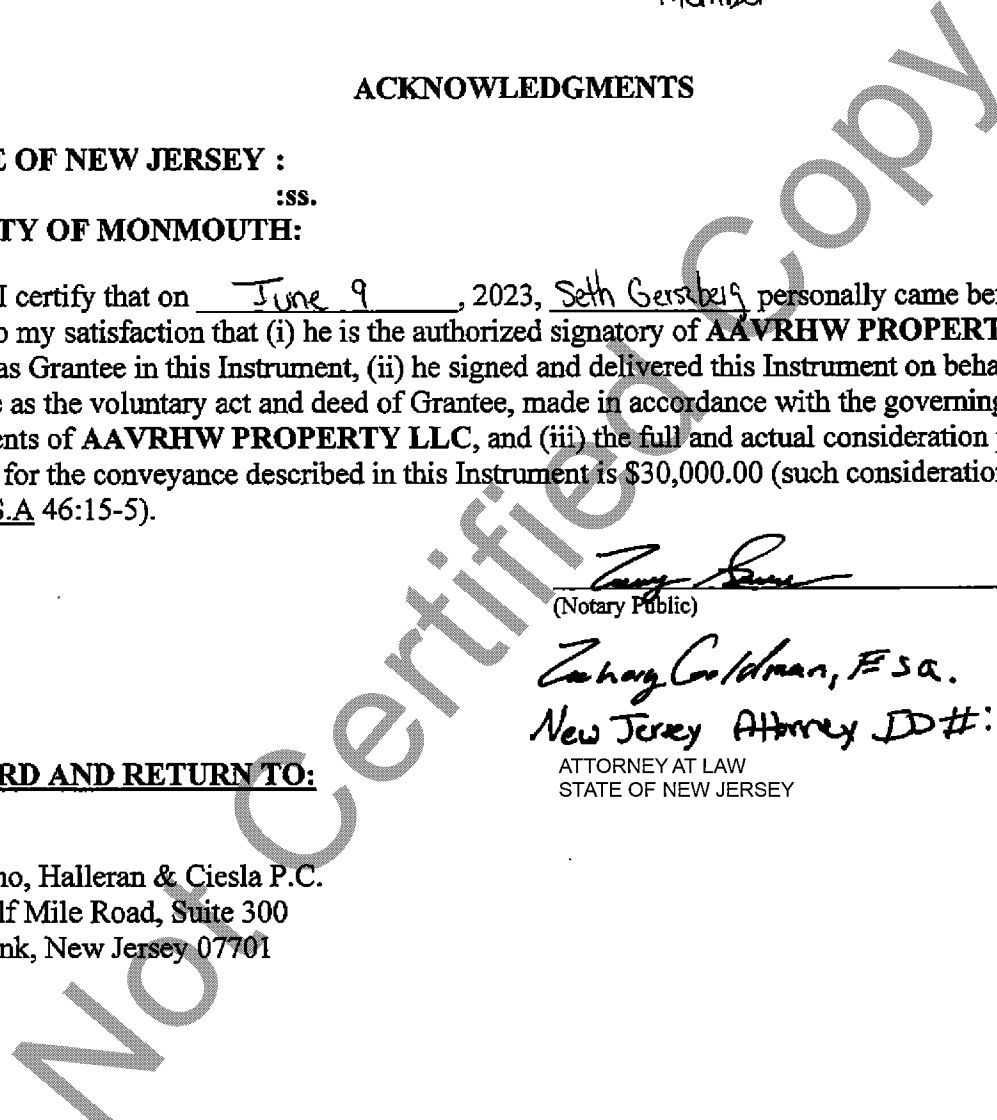 ACKNOWLEDGMENTS
E OF NEW JERSEY :
:ss.
TY OF MONMOUTH:
I certify that on June 9, 2023, Seth Gerszberg personally came be
o my satisfaction that (i) he is the authorized signatory of AAVRHW PROPERT
as Grantee in this Instrument, (ii) he signed and delivered this Instrument on beha
e as the voluntary act and deed of Grantee, made in accordance with the governing
ents of AAVRHW PROPERTY LLC, and (iii) the full and actual consideration
for the conveyance described in this Instrument is $30,000.00 (such consideration
S.A 46:15-5).
(Notary Public)
Zachary Goldman, Esq.
New Jersey Attorney ID#:
ATTORNEY AT LAW
STATE OF NEW JERSEY
RD AND RETURN TO:
no, Halleran & Ciesla P.C.
lf Mile Road, Suite 300
nk, New Jersey 07701
Not Certified Copy